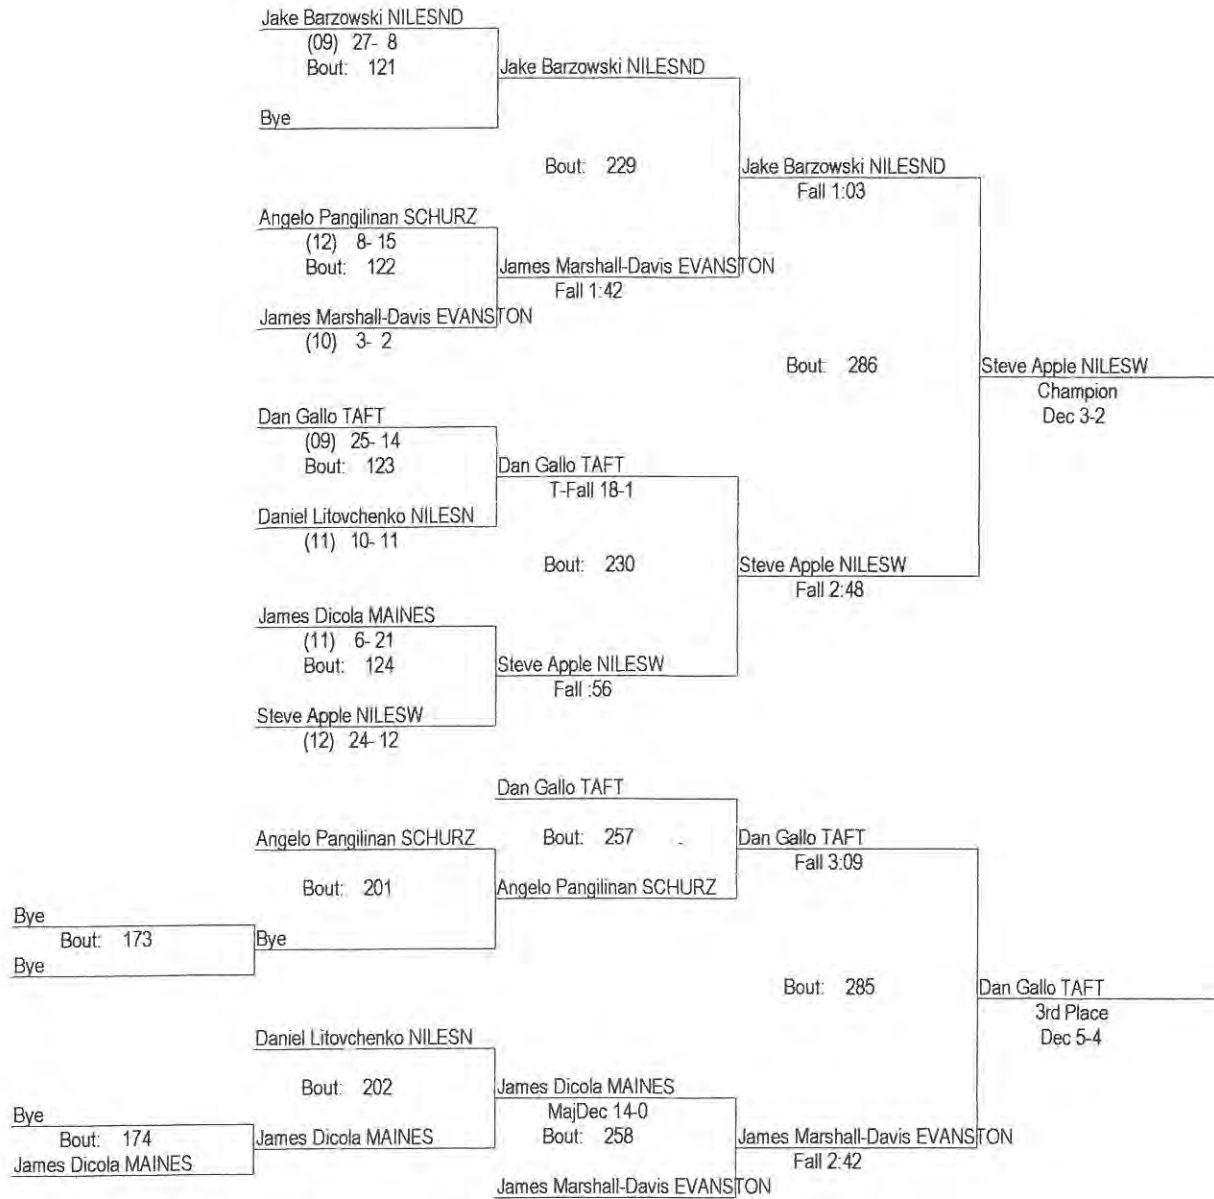 Jake Barzowski NILESND
(09) 27- 8
Bout: 121
Jake Barzowski NILESND
Bye
Bout: 229
Jake Barzowski NILESND
Fall 1:03
Angelo Pangilinan SCHURZ
(12) 8- 15
Bout: 122
James Marshall-Davis EVANSTON
Fall 1:42
James Marshall-Davis EVANSTON
(10) 3- 2
Bout: 286
Steve Apple NILESW
Champion
Dec 3-2
Dan Gallo TAFT
(09) 25- 14
Bout: 123
Dan Gallo TAFT
T-Fall 18-1
Daniel Litovchenko NILESN
(11) 10- 11
Bout: 230
Steve Apple NILESW
Fall 2:48
James Dicola MAINES
(11) 6- 21
Bout: 124
Steve Apple NILESW
Fall :56
Steve Apple NILESW
(12) 24- 12
Dan Gallo TAFT
Angelo Pangilinan SCHURZ
Bout: 257
Dan Gallo TAFT
Fall 3:09
Bout: 201
Angelo Pangilinan SCHURZ
Bye
Bout: 173
Bye
Bye
Bout: 285
Dan Gallo TAFT
3rd Place
Dec 5-4
Daniel Litovchenko NILESN
Bout: 202
James Dicola MAINES
MajDec 14-0
Bye
Bout: 174
James Dicola MAINES
Bout: 258
James Marshall-Davis EVANSTON
Fall 2:42
James Dicola MAINES
James Marshall-Davis EVANSTON